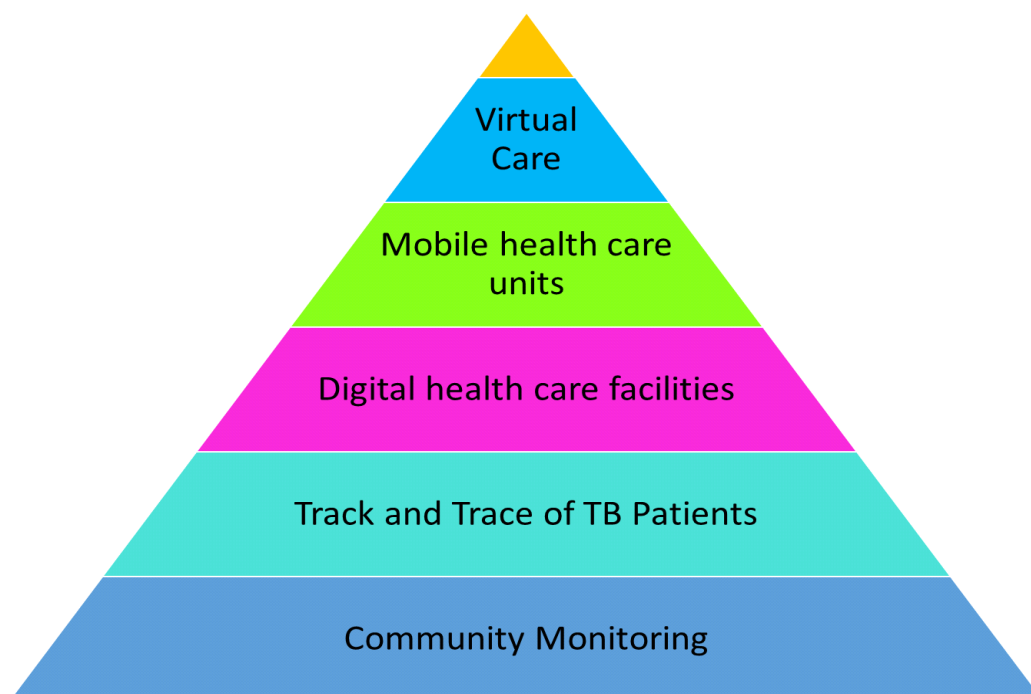 Virtual
Care
Mobile health care
units
Digital health care facilities
Track and Trace of TB Patients
Community Monitoring